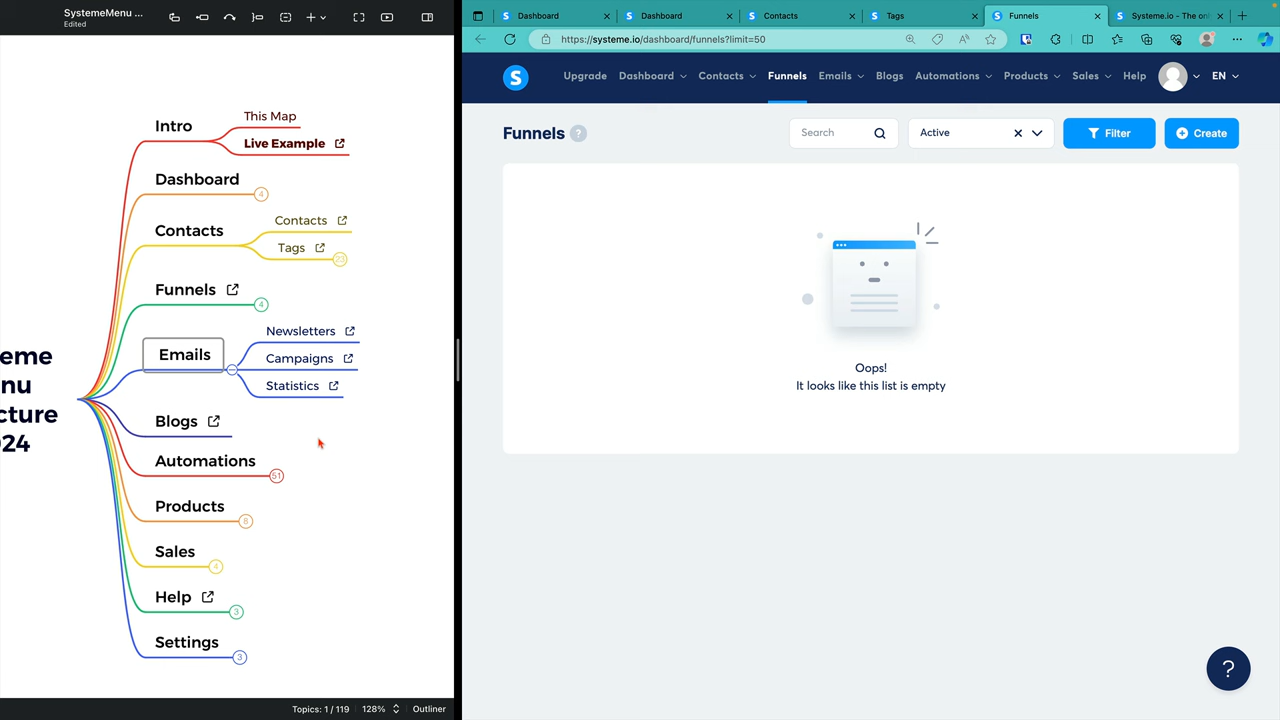 SystemeMenu ...
Edited
Intro
This Map
Live Example
Dashboard
4
Contacts
Contacts
Tags
23
Funnels
4
Emails
Newsletters
Campaigns
Statistics
Blogs
Automations
51
Products
8
Sales
4
Help
3
Settings
3
eme
nu
cture
24
Topics: 1 / 119
128%
Outliner
Dashboard
Dashboard
Contacts
Tags
Funnels
Systeme.io - The onl
https://systeme.io/dashboard/funnels?limit=50
S
Upgrade
Dashboard
Contacts
Funnels
Emails
Blogs
Automations
Products
Sales
Help
EN
Funnels
?
Search
Active
Filter
Create
Oops!
It looks like this list is empty
?